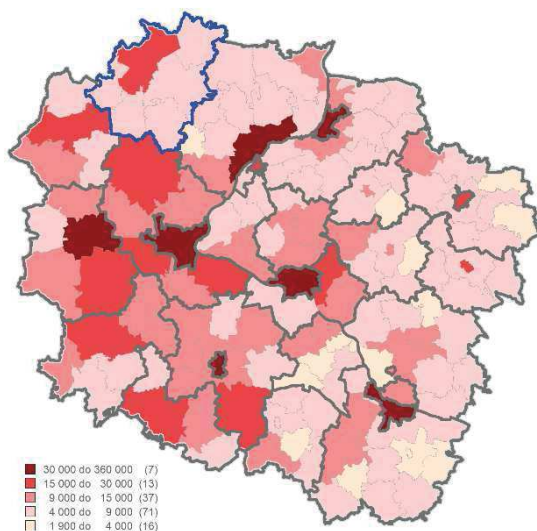 30 000 do 360 000 (7)
15 000 do 30 000 (13)
9 000 do 15 000 (37)
4 000 do 9 000 (71)
1 900 do 4 000 (16)